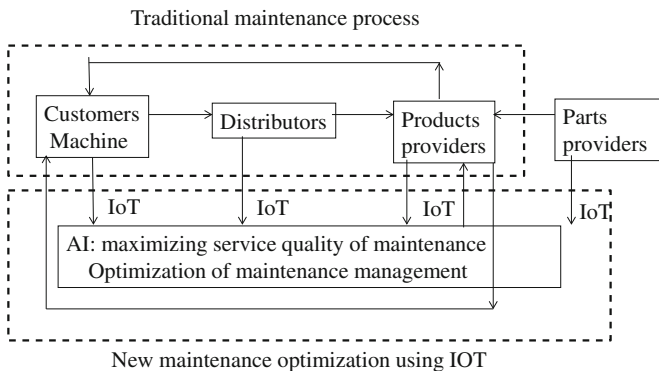 Traditional maintenance process
Customers
Machine
Distributors
Products
providers
Parts
providers
IoT
IoT
IoT
IoT
AI: maximizing service quality of maintenance
Optimization of maintenance management
New maintenance optimization using IOT